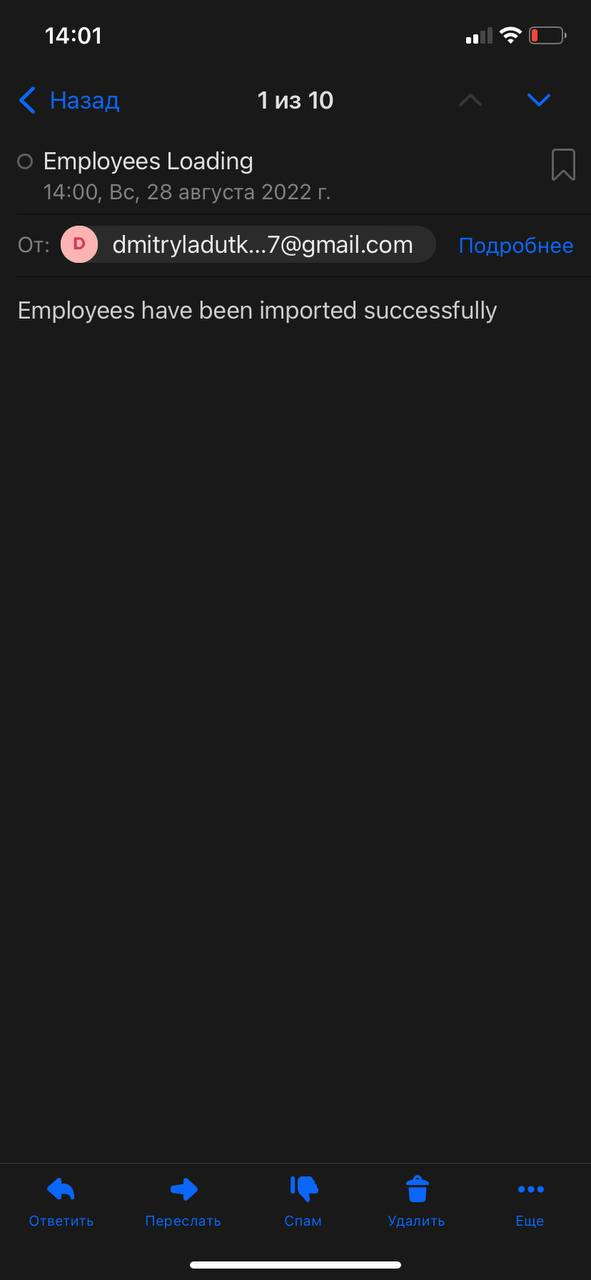 14:01
Назад
1 из 10
Employees Loading
14:00, Вс, 28 августа 2022 г.
От: D dmitryladutk...7@gmail.com Подробнее
Employees have been imported successfully
Ответить Переслать Спам Удалить Еще